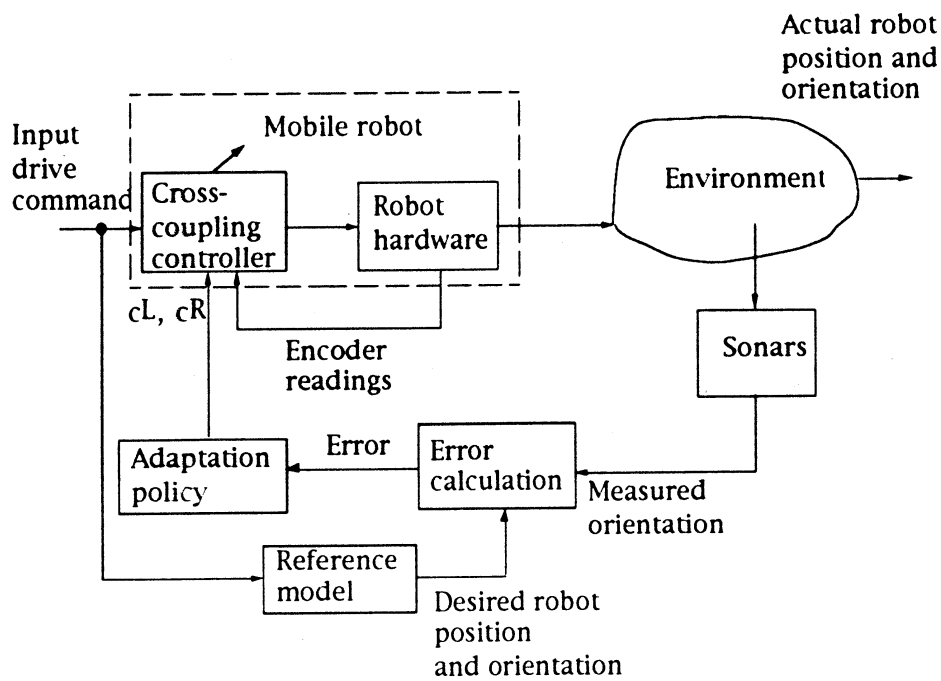 Actual robot
position and
orientation
Input
drive
command
Mobile robot
Cross-
coupling
controller
Robot
hardware
Environment
cL, cR
Encoder
readings
Sonars
Adaptation
policy
Error
Error
calculation
Measured
orientation
Reference
model
Desired robot
position
and orientation